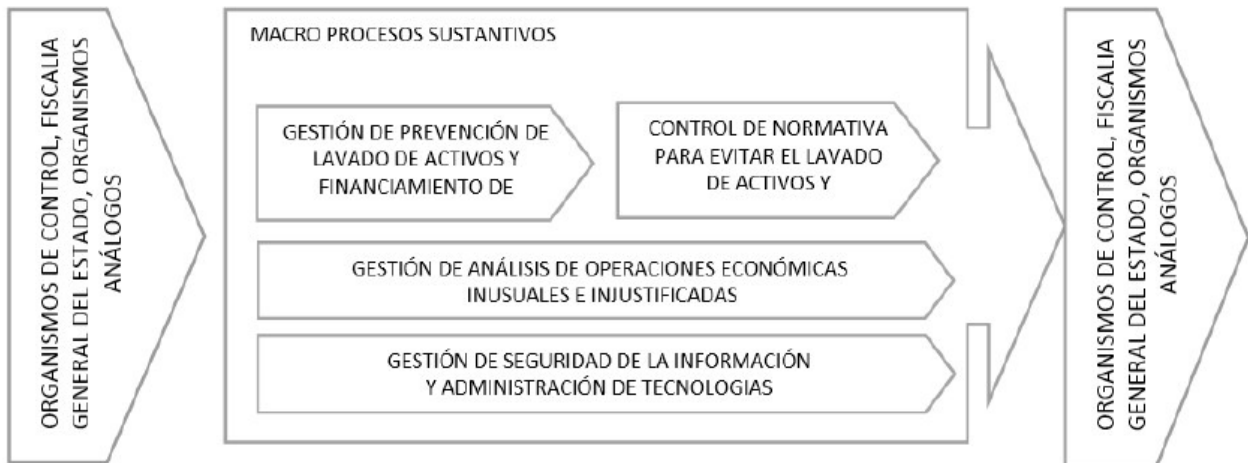 ORGANISMOS DE CONTROL, FISCALIA
GENERAL DEL ESTADO, ORGANISMOS
ANÁLOGOS
MACRO PROCESOS SUSTANTIVOS
GESTIÓN DE PREVENCIÓN DE
LAVADO DE ACTIVOS Y
FINANCIAMIENTO DE
CONTROL DE NORMATIVA
PARA EVITAR EL LAVADO
DE ACTIVOS Y
GESTIÓN DE ANÁLISIS DE OPERACIONES ECONÓMICAS
INUSUALES E INJUSTIFICADAS
GESTIÓN DE SEGURIDAD DE LA INFORMACIÓN
Y ADMINISTRACIÓN DE TECNOLOGIAS
ORGANISMOS DE CONTROL, FISCALIA
GENERAL DEL ESTADO, ORGANISMOS
ANÁLOGOS